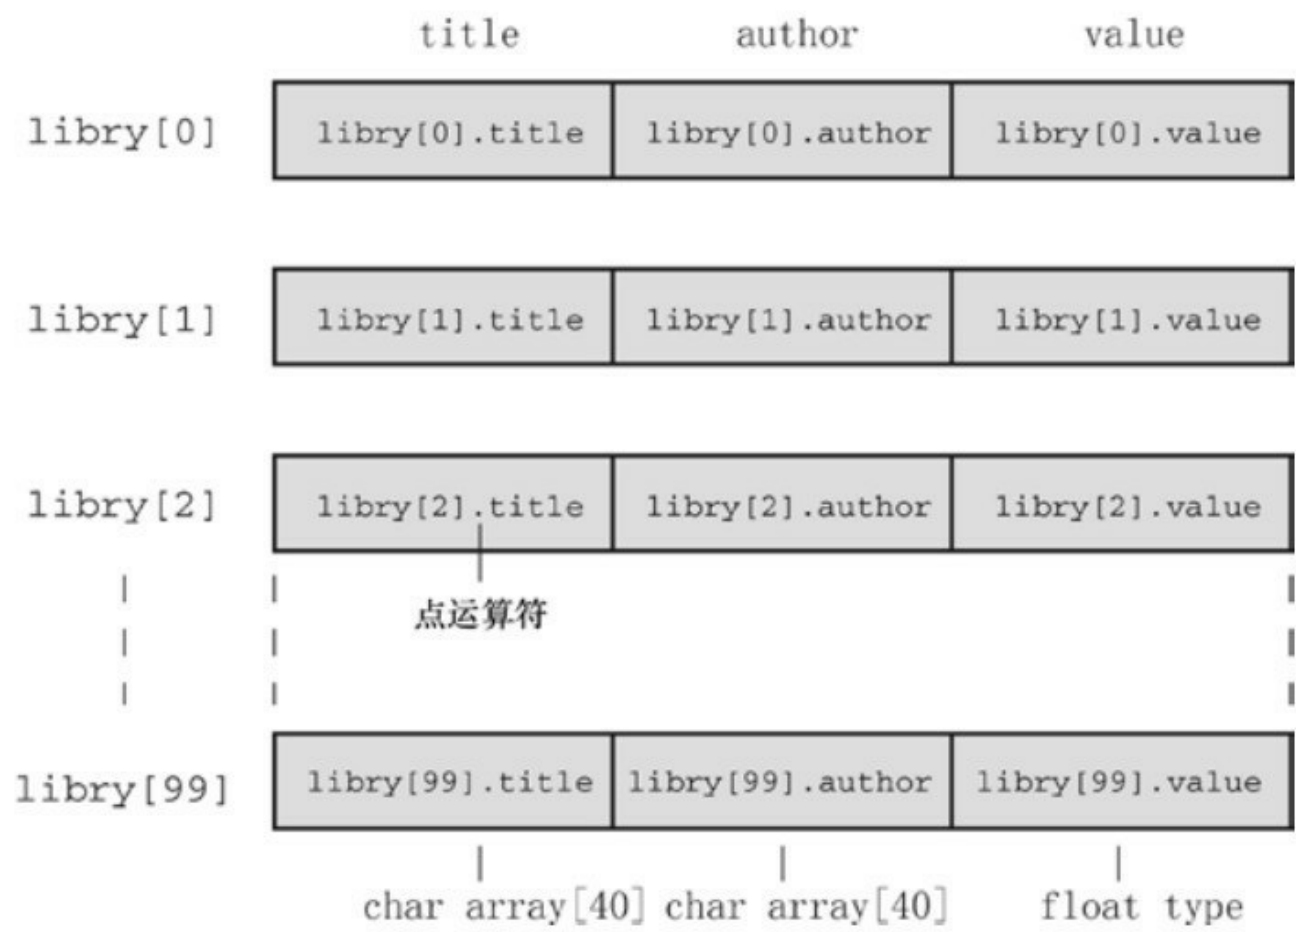 title author value
libry[0] libry[0].title libry[0].author libry[0].value
libry[1] libry[1].title libry[1].author libry[1].value
libry[2] libry[2].title libry[2].author libry[2].value
点运算符
libry[99] libry[99].title libry[99].author libry[99].value
char array[40] char array[40] float type